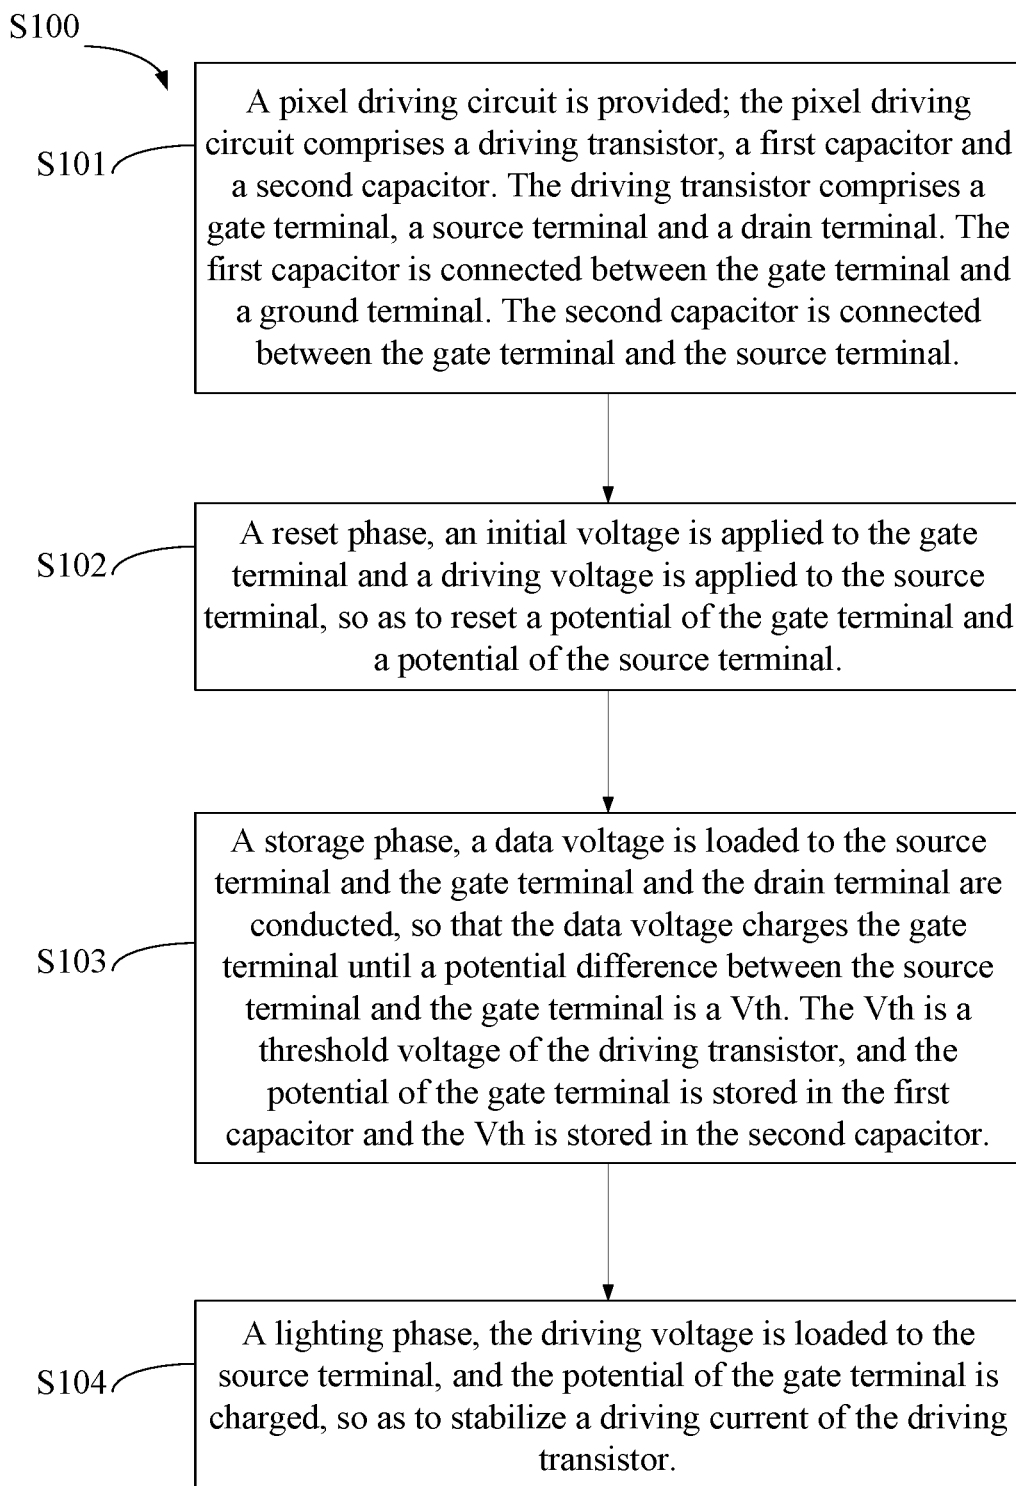 S100
S101
A pixel driving circuit is provided; the pixel driving
circuit comprises a driving transistor, a first capacitor and
a second capacitor. The driving transistor comprises a
gate terminal, a source terminal and a drain terminal. The
first capacitor is connected between the gate terminal and
a ground terminal. The second capacitor is connected
between the gate terminal and the source terminal.
S102
A reset phase, an initial voltage is applied to the gate
terminal and a driving voltage is applied to the source
terminal, so as to reset a potential of the gate terminal and
a potential of the source terminal.
S103
A storage phase, a data voltage is loaded to the source
terminal and the gate terminal and the drain terminal are
conducted, so that the data voltage charges the gate
terminal until a potential difference between the source
terminal and the gate terminal is a Vth. The Vth is a
threshold voltage of the driving transistor, and the
potential of the gate terminal is stored in the first
capacitor and the Vth is stored in the second capacitor.
S104
A lighting phase, the driving voltage is loaded to the
source terminal, and the potential of the gate terminal is
charged, so as to stabilize a driving current of the driving
transistor.